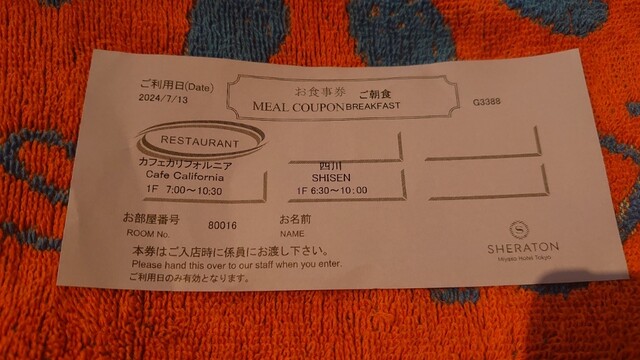 ご利用日(Date)
2024/7/13
お食事券 ご朝食
MEAL COUPON BREAKFAST
Q3388
RESTAURANT
カフェカリフォルニア
Cafe California
1F 7:00～10:30
四川
SHISEN
1F 6:30～10:00
お部屋番号
ROOM No.
80016
お名前
NAME
本券はご入店時に係員にお渡し下さい。
Please hand this over to our staff when you enter.
ご利用日のみ有効となります。
S
SHERATON
Miyako Hotel Tokyo